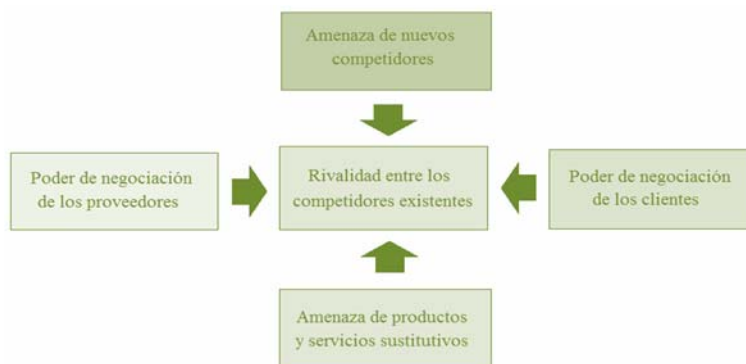 Amenaza de nuevos
competidores
Poder de negociación
de los proveedores
Rivalidad entre los
competidores existentes
Poder de negociación
de los clientes
Amenaza de productos
y servicios sustitutivos